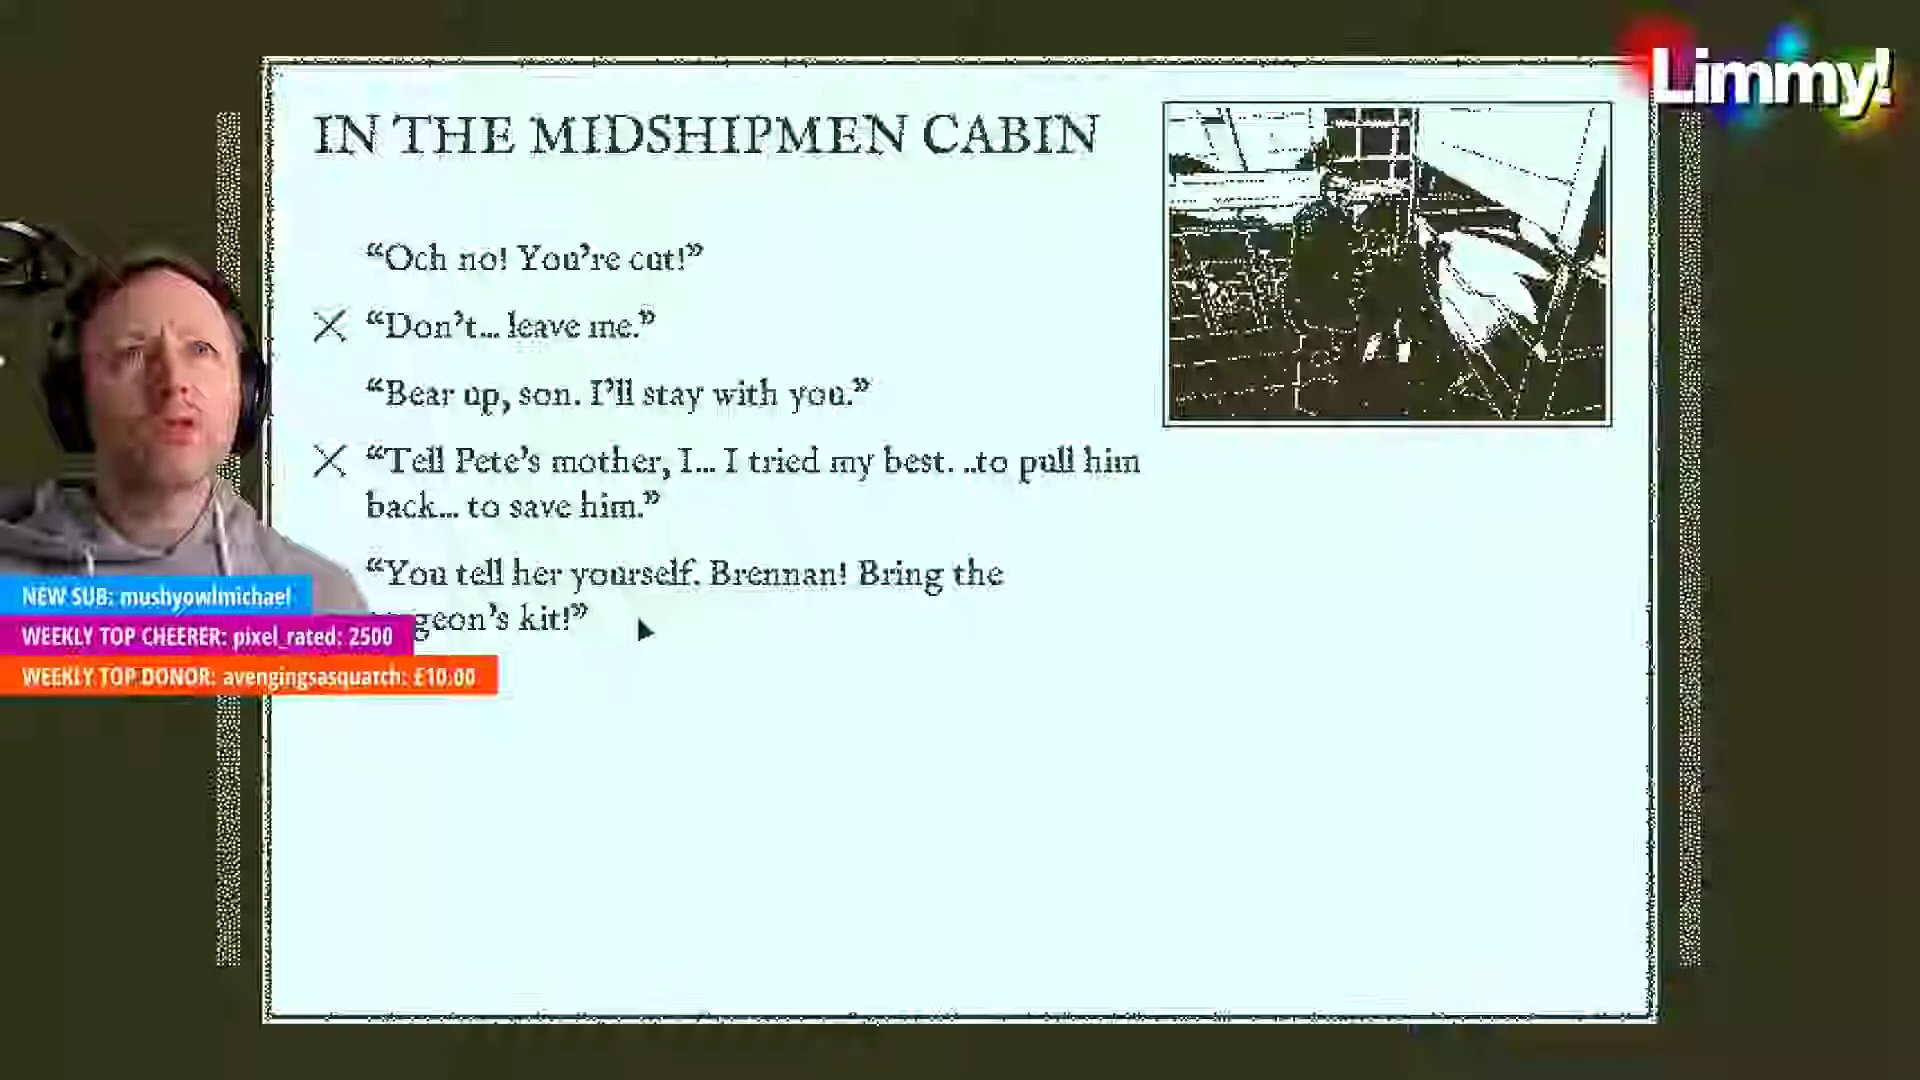 Limmy!
IN THE MIDSHIPMEN CABIN
“Och no! You’re cut!”
“Don’t... leave me.”
“Bear up, son. I’ll stay with you.”
“Tell Pete’s mother, I... I tried my best. ..to pull him
back... to save him.”
“You tell her yourself. Brennan! Bring the
geon’s kit!”
NEW SUB: mushyowlmichael
WEEKLY TOP CHEERER: pixel_rated: 2500
WEEKLY TOP DONOR: avengingsasquatch: £10.00